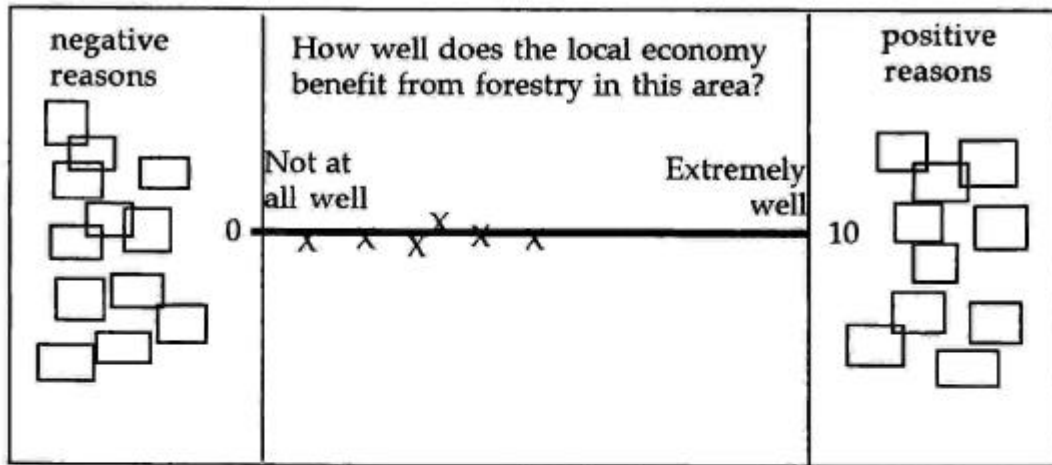 negative
reasons
How well does the local economy
benefit from forestry in this area?
positive
reasons
Not at
all well
Extremely
well
0
10
X X X X X X